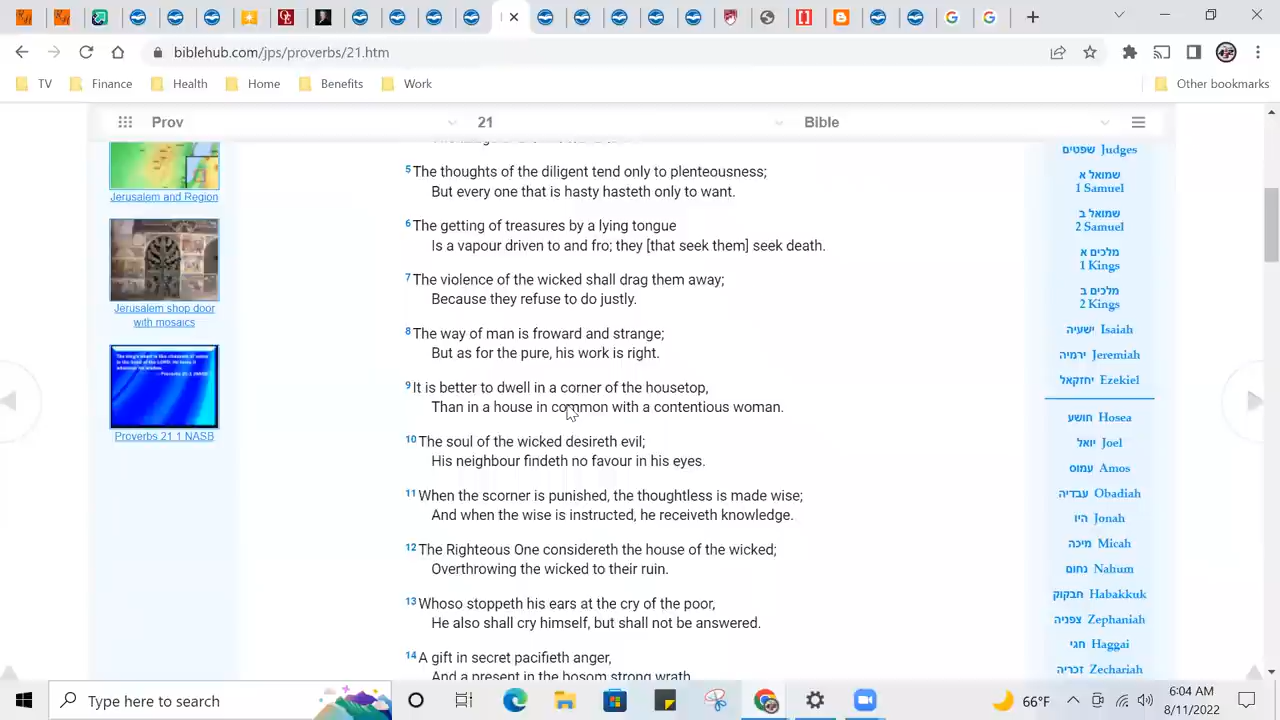 biblehub.com/jps/proverbs/21.htm
TV
Finance
Health
Home
Benefits
Work
Other bookmarks
Prov
21
Bible
Jerusalem and Region
Jerusalem shop door
with mosaics
Proverbs 21 1 NASB
5 The thoughts of the diligent tend only to plenteousness;
But every one that is hasty hasteth only to want.
6 The getting of treasures by a lying tongue
Is a vapour driven to and fro; they [that seek them] seek death.
7 The violence of the wicked shall drag them away;
Because they refuse to do justly.
8 The way of man is froward and strange;
But as for the pure, his work is right.
9 It is better to dwell in a corner of the housetop,
Than in a house in common with a contentious woman.
10 The soul of the wicked desireth evil;
His neighbour findeth no favour in his eyes.
11 When the scorner is punished, the thoughtless is made wise;
And when the wise is instructed, he receiveth knowledge.
12 The Righteous One considereth the house of the wicked;
Overthrowing the wicked to their ruin.
13 Whoso stoppeth his ears at the cry of the poor,
He also shall cry himself, but shall not be answered.
14 A gift in secret pacifieth anger,
And a present in the bosom strong wrath
שפטים Judges
שמואל א
1 Samuel
שמואל ב
2 Samuel
מלכים א
1 Kings
מלכים ב
2 Kings
ישעיה Isaiah
ירמיה Jeremiah
יחזקאל Ezekiel
הושע Hosea
יואל Joel
עמוס Amos
עבדיה Obadiah
Jonah
מיכה Micah
נחום Nahum
חבקוק Habakkuk
צפניה Zephaniah
חגי Haggai
זכריה Zechariah
Type here to search
66°F
6:04 AM
8/11/2022